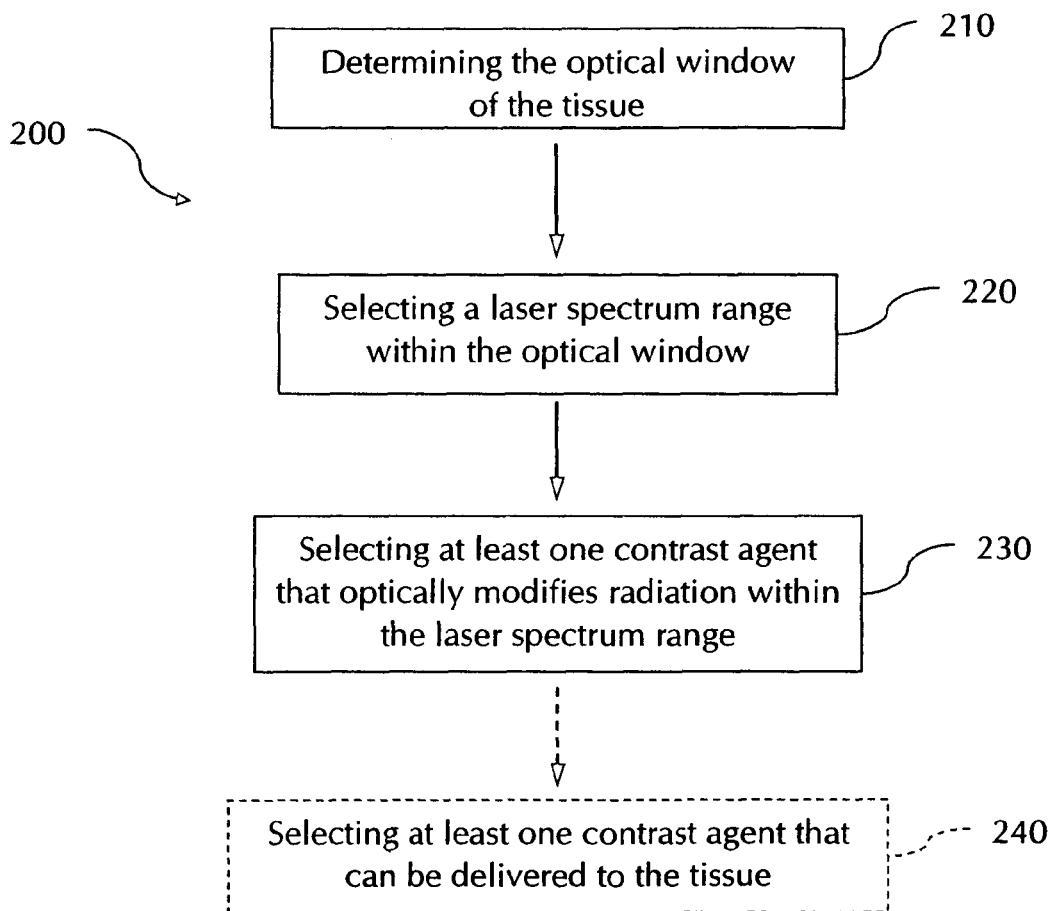 210
Determining the optical window
of the tissue
200
220
Selecting a laser spectrum range
within the optical window
230
Selecting at least one contrast agent
that optically modifies radiation within
the laser spectrum range
240
Selecting at least one contrast agent that
can be delivered to the tissue